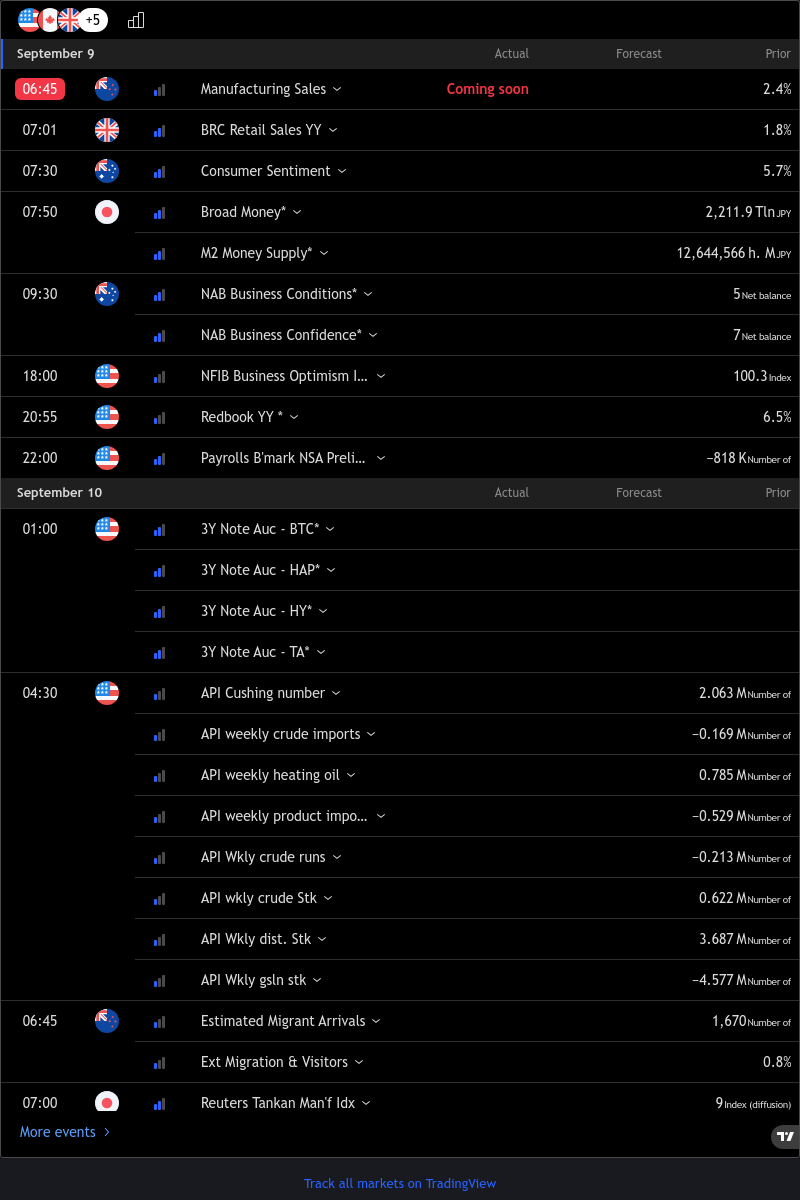 +5
September 9 Actual Forecast Prior
06:45 Manufacturing Sales Coming soon 2.4%
07:01 BRC Retail Sales YY 1.8%
07:30 Consumer Sentiment 5.7%
07:50 Broad Money* 2,211.9 Tln JPY
M2 Money Supply* 12,644,566 h. M JPY
09:30 NAB Business Conditions* 5 Net balance
NAB Business Confidence* 7 Net balance
18:00 NFIB Business Optimism I... 100.3 Index
20:55 Redbook YY * 6.5%
22:00 Payrolls B'mark NSA Preli... −818 K Number of
September 10 Actual Forecast Prior
01:00 3Y Note Auc - BTC*
3Y Note Auc - HAP*
3Y Note Auc - HY*
3Y Note Auc - TA*
04:30 API Cushing number 2.063 M Number of
API weekly crude imports −0.169 M Number of
API weekly heating oil 0.785 M Number of
API weekly product impo... −0.529 M Number of
API Wkly crude runs −0.213 M Number of
API wkly crude Stk 0.622 M Number of
API Wkly dist. Stk 3.687 M Number of
API Wkly gsln stk −4.577 M Number of
06:45 Estimated Migrant Arrivals 1,670 Number of
Ext Migration & Visitors 0.8%
07:00 Reuters Tankan Man'f Idx 9 Index (diffusion)
More events
Track all markets on TradingView